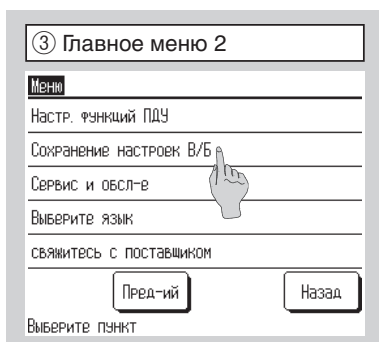 ③ Главное меню 2
Меню
Настр. функций ПДУ
Сохранение настроек В/Б
Сервис и обсл-е
Выберите язык
свяжитесь с поставщиком
Пред-ий
Назад
Выберите пункт